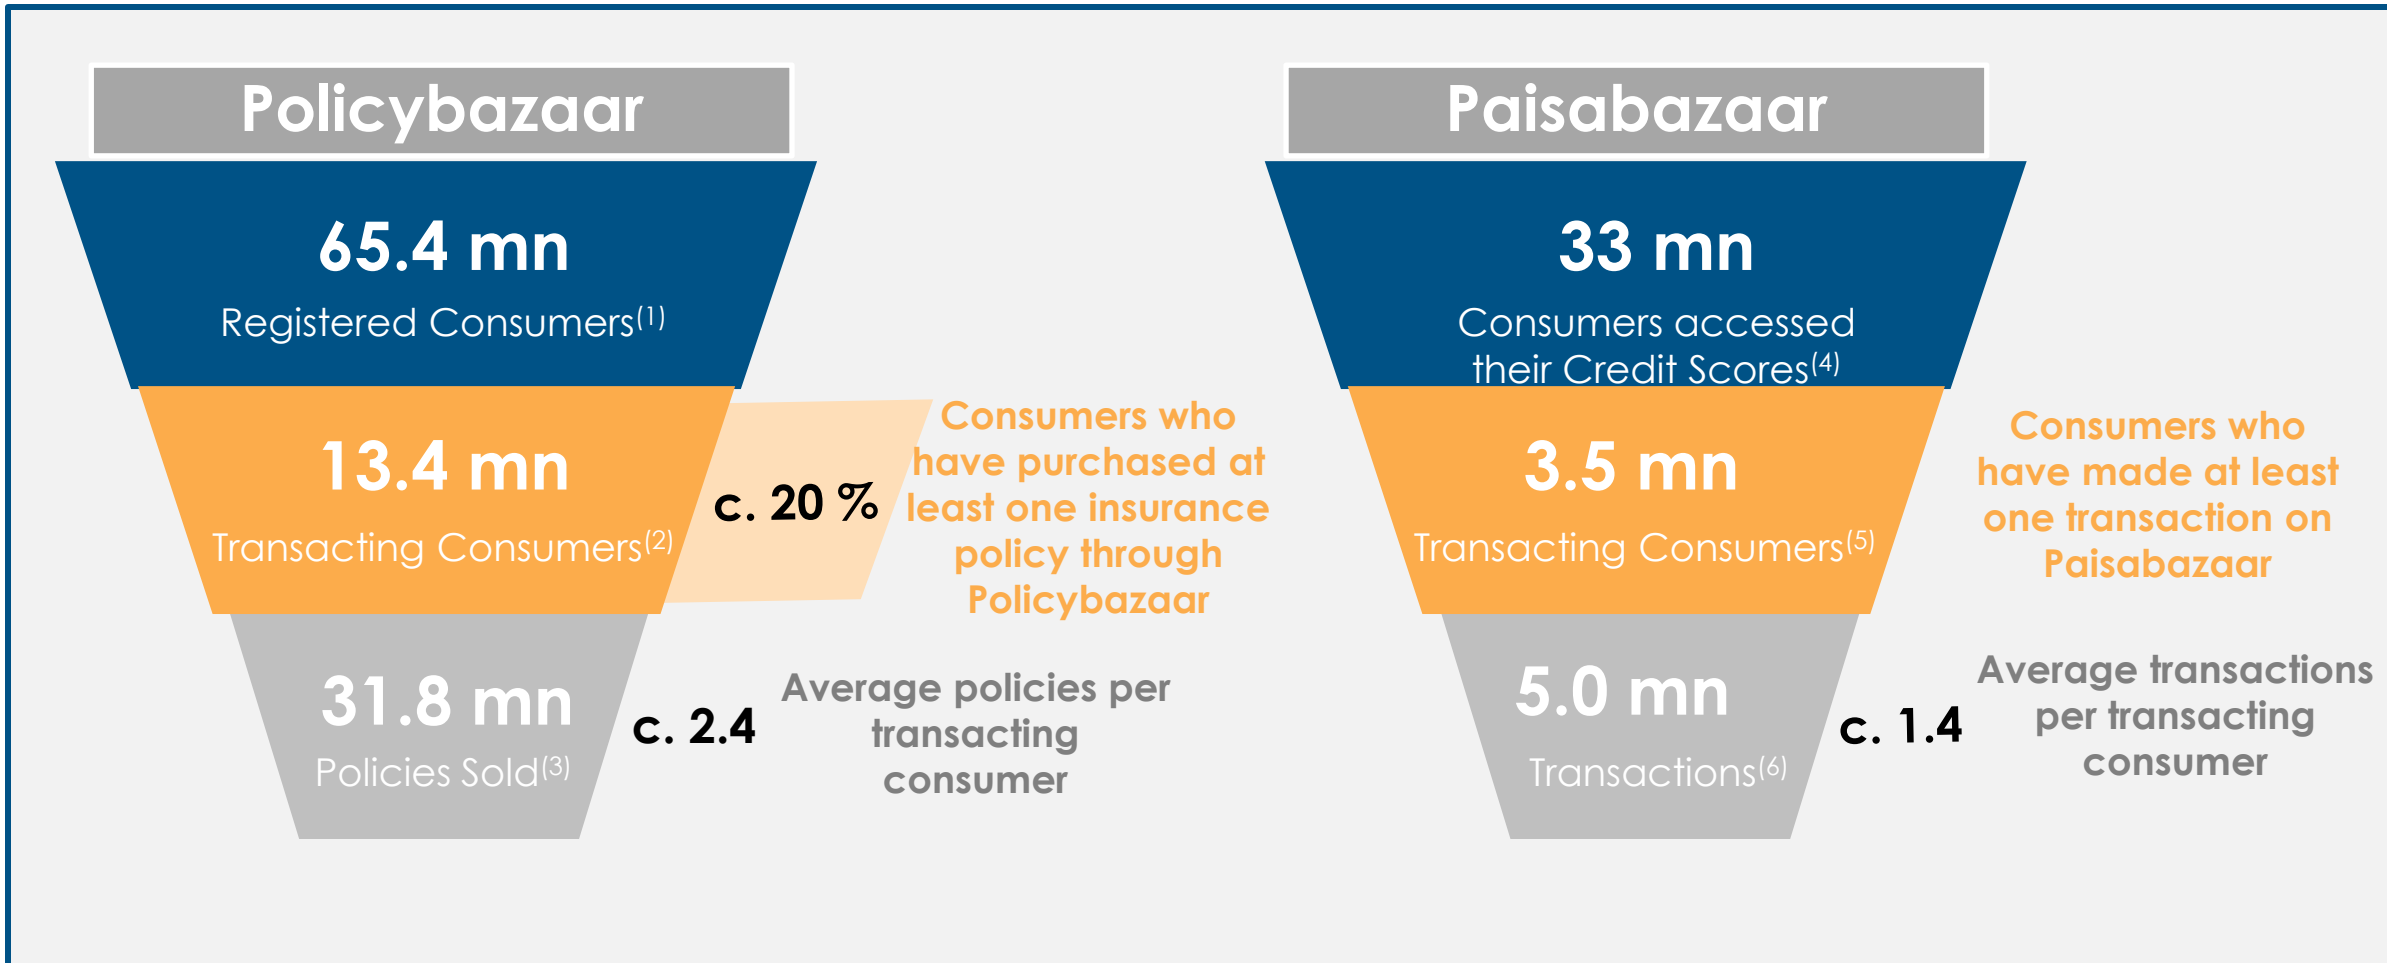 Policybazaar
65.4 mn
Registered Consumers(1)
13.4 mn
Transacting Consumers(2)
c. 20 %
Consumers who
have purchased at
least one insurance
policy through
Policybazaar
31.8 mn
Policies Sold(3)
c. 2.4
Average policies per
transacting
consumer
Paisabazaar
33 mn
Consumers accessed
their Credit Scores(4)
3.5 mn
Transacting Consumers(5)
Consumers who
have made at least
one transaction on
Paisabazaar
5.0 mn
Transactions(6)
c. 1.4
Average transactions
per transacting
consumer